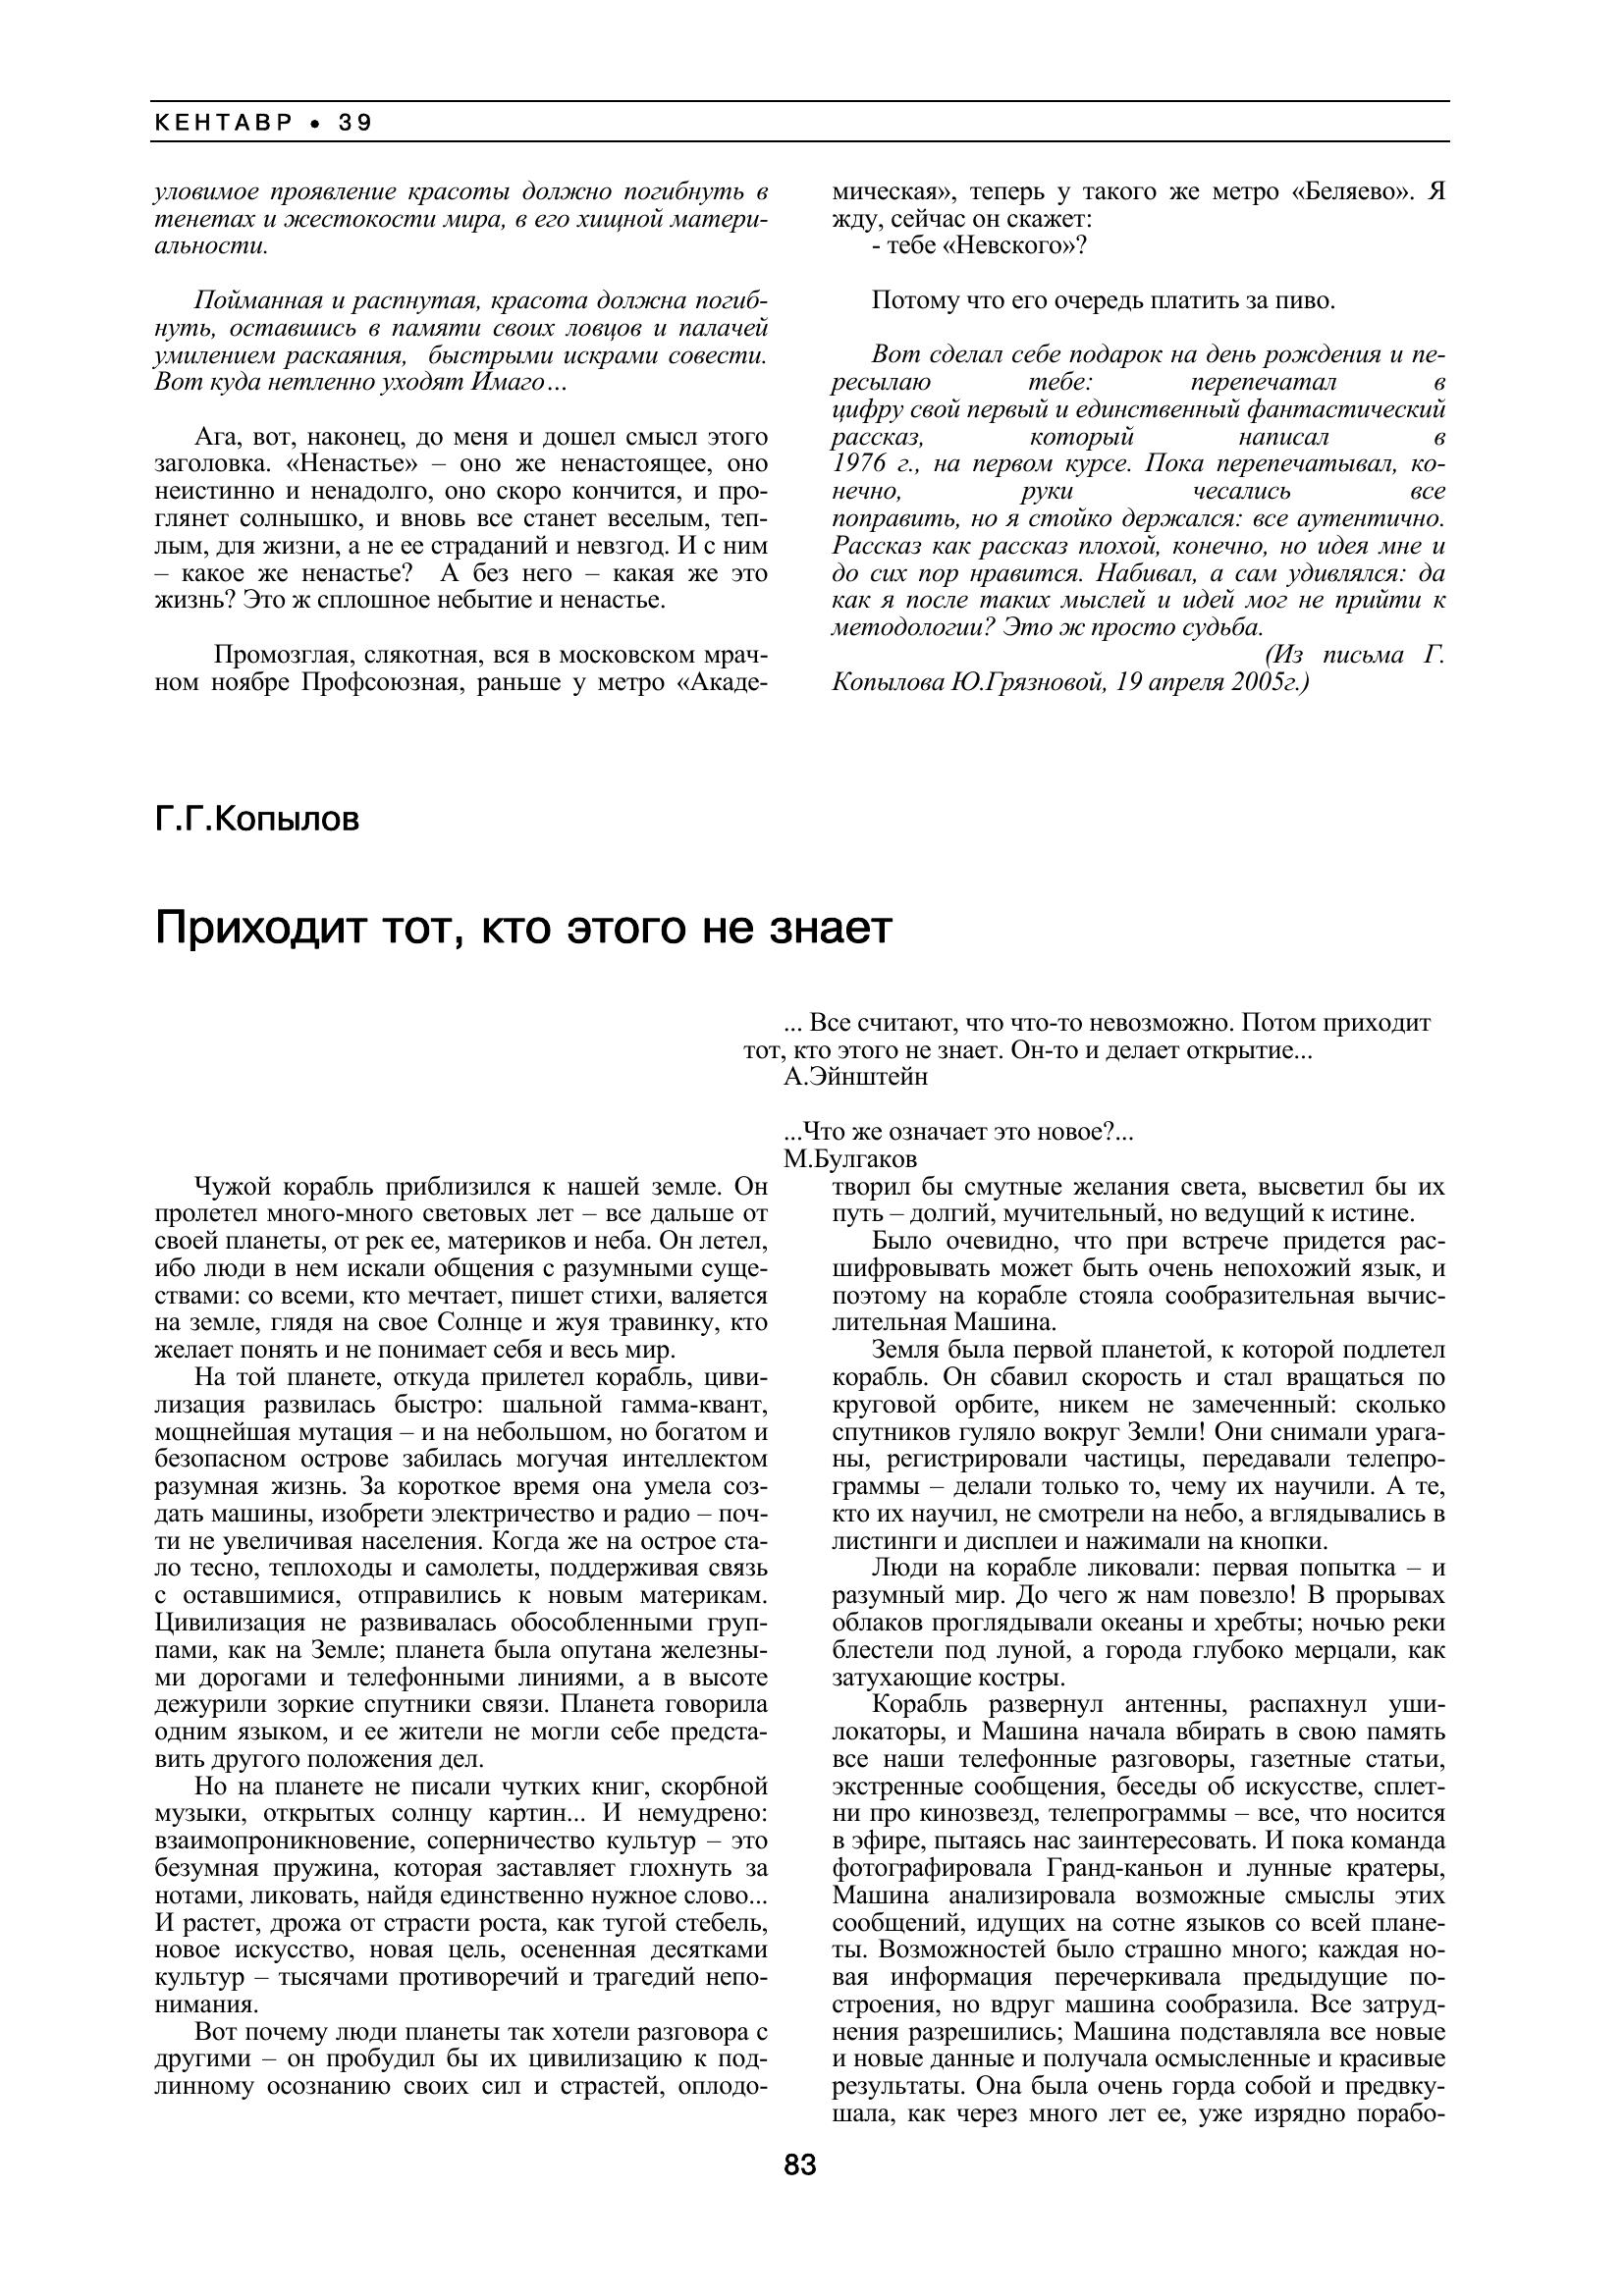 КЕНТАВР • 39
уловимое проявление красоты должно погибнуть в
тенетах и жестокости мира, в его хищной матери-
альности.
Пойманная и распнутая, красота должна погиб-
нуть, оставшись в памяти своих ловцов и палачей
умилением раскаяния, быстрыми искрами совести.
Вот куда нетленно уходят Имаго…
Ага, вот, наконец, до меня и дошел смысл этого
заголовка. «Ненастье» – оно же ненастоящее, оно
неистинно и ненадолго, оно скоро кончится, и про-
глянет солнышко, и вновь все станет веселым, теп-
лым, для жизни, а не ее страданий и невзгод. И с ним
– какое же ненастье? А без него – какая же это
жизнь? Это ж сплошное небытие и ненастье.
Промозглая, слякотная, вся в московском мрач-
ном ноябре Профсоюзная, раньше у метро «Акаде-
мическая», теперь у такого же метро «Беляево». Я
жду, сейчас он скажет:
- тебе «Невского»?
Потому что его очередь платить за пиво.
Вот сделал себе подарок на день рождения и пе-
ресылаю тебе: перепечатал в
цифру свой первый и единственный фантастический
рассказ, который написал в
1976 г., на первом курсе. Пока перепечатывал, ко-
нечно, руки чесались все
поправить, но я стойко держался: все аутентично.
Рассказ как рассказ плохой, конечно, но идея мне и
до сих пор нравится. Набивал, а сам удивлялся: да
как я после таких мыслей и идей мог не прийти к
методологии? Это ж просто судьба.
(Из письма Г.
Копылова Ю.Грязновой, 19 апреля 2005г.)
Г.Г.Копылов
Приходит тот, кто этого не знает
... Все считают, что что-то невозможно. Потом приходит
тот, кто этого не знает. Он-то и делает открытие...
А.Эйнштейн
...Что же означает это новое?...
М.Булгаков
Чужой корабль приблизился к нашей земле. Он
пролетел много-много световых лет – все дальше от
своей планеты, от рек ее, материков и неба. Он летел,
ибо люди в нем искали общения с разумными суще-
ствами: со всеми, кто мечтает, пишет стихи, валяется
на земле, глядя на свое Солнце и жуя травинку, кто
желает понять и не понимает себя и весь мир.
На той планете, откуда прилетел корабль, циви-
лизация развилась быстро: шальной гамма-квант,
мощнейшая мутация – и на небольшом, но богатом и
безопасном острове забилась могучая интеллектом
разумная жизнь. За короткое время она умела соз-
дать машины, изобрети электричество и радио – поч-
ти не увеличивая населения. Когда же на острое ста-
ло тесно, теплоходы и самолеты, поддерживая связь
с оставшимися, отправились к новым материкам.
Цивилизация не развивалась обособленными груп-
пами, как на Земле; планета была опутана железны-
ми дорогами и телефонными линиями, а в высоте
дежурили зоркие спутники связи. Планета говорила
одним языком, и ее жители не могли себе предста-
вить другого положения дел.
Но на планете не писали чутких книг, скорбной
музыки, открытых солнцу картин... И немудрено:
взаимопроникновение, соперничество культур – это
безумная пружина, которая заставляет глохнуть за
нотами, ликовать, найдя единственно нужное слово...
И растет, дрожа от страсти роста, как тугой стебель,
новое искусство, новая цель, осененная десятками
культур – тысячами противоречий и трагедий непо-
нимания.
Вот почему люди планеты так хотели разговора с
другими – он пробудил бы их цивилизацию к под-
линному осознанию своих сил и страстей, оплодо-
творил бы смутные желания света, высветил бы их
путь – долгий, мучительный, но ведущий к истине.
Было очевидно, что при встрече придется рас-
шифровывать может быть очень непохожий язык, и
поэтому на корабле стояла сообразительная вычис-
лительная Машина.
Земля была первой планетой, к которой подлетел
корабль. Он сбавил скорость и стал вращаться по
круговой орбите, никем не замеченный: сколько
спутников гуляло вокруг Земли! Они снимали урага-
ны, регистрировали частицы, передавали телепро-
граммы – делали только то, чему их научили. А те,
кто их научил, не смотрели на небо, а вглядывались в
листинги и дисплеи и нажимали на кнопки.
Люди на корабле ликовали: первая попытка – и
разумный мир. До чего ж нам повезло! В прорывах
облаков проглядывали океаны и хребты; ночью реки
блестели под луной, а города глубоко мерцали, как
затухающие костры.
Корабль развернул антенны, распахнул уши-
локаторы, и Машина начала вбирать в свою память
все наши телефонные разговоры, газетные статьи,
экстренные сообщения, беседы об искусстве, сплет-
ни про кинозвезд, телепрограммы – все, что носится
в эфире, пытаясь нас заинтересовать. И пока команда
фотографировала Гранд-каньон и лунные кратеры,
Машина анализировала возможные смыслы этих
сообщений, идущих на сотне языков со всей плане-
ты. Возможностей было страшно много; каждая но-
вая информация перечеркивала предыдущие по-
строения, но вдруг машина сообразила. Все затруд-
нения разрешились; Машина подставляла все новые
и новые данные и получала осмысленные и красивые
результаты. Она была очень горда собой и предвку-
шала, как через много лет ее, уже изрядно порабо-
83